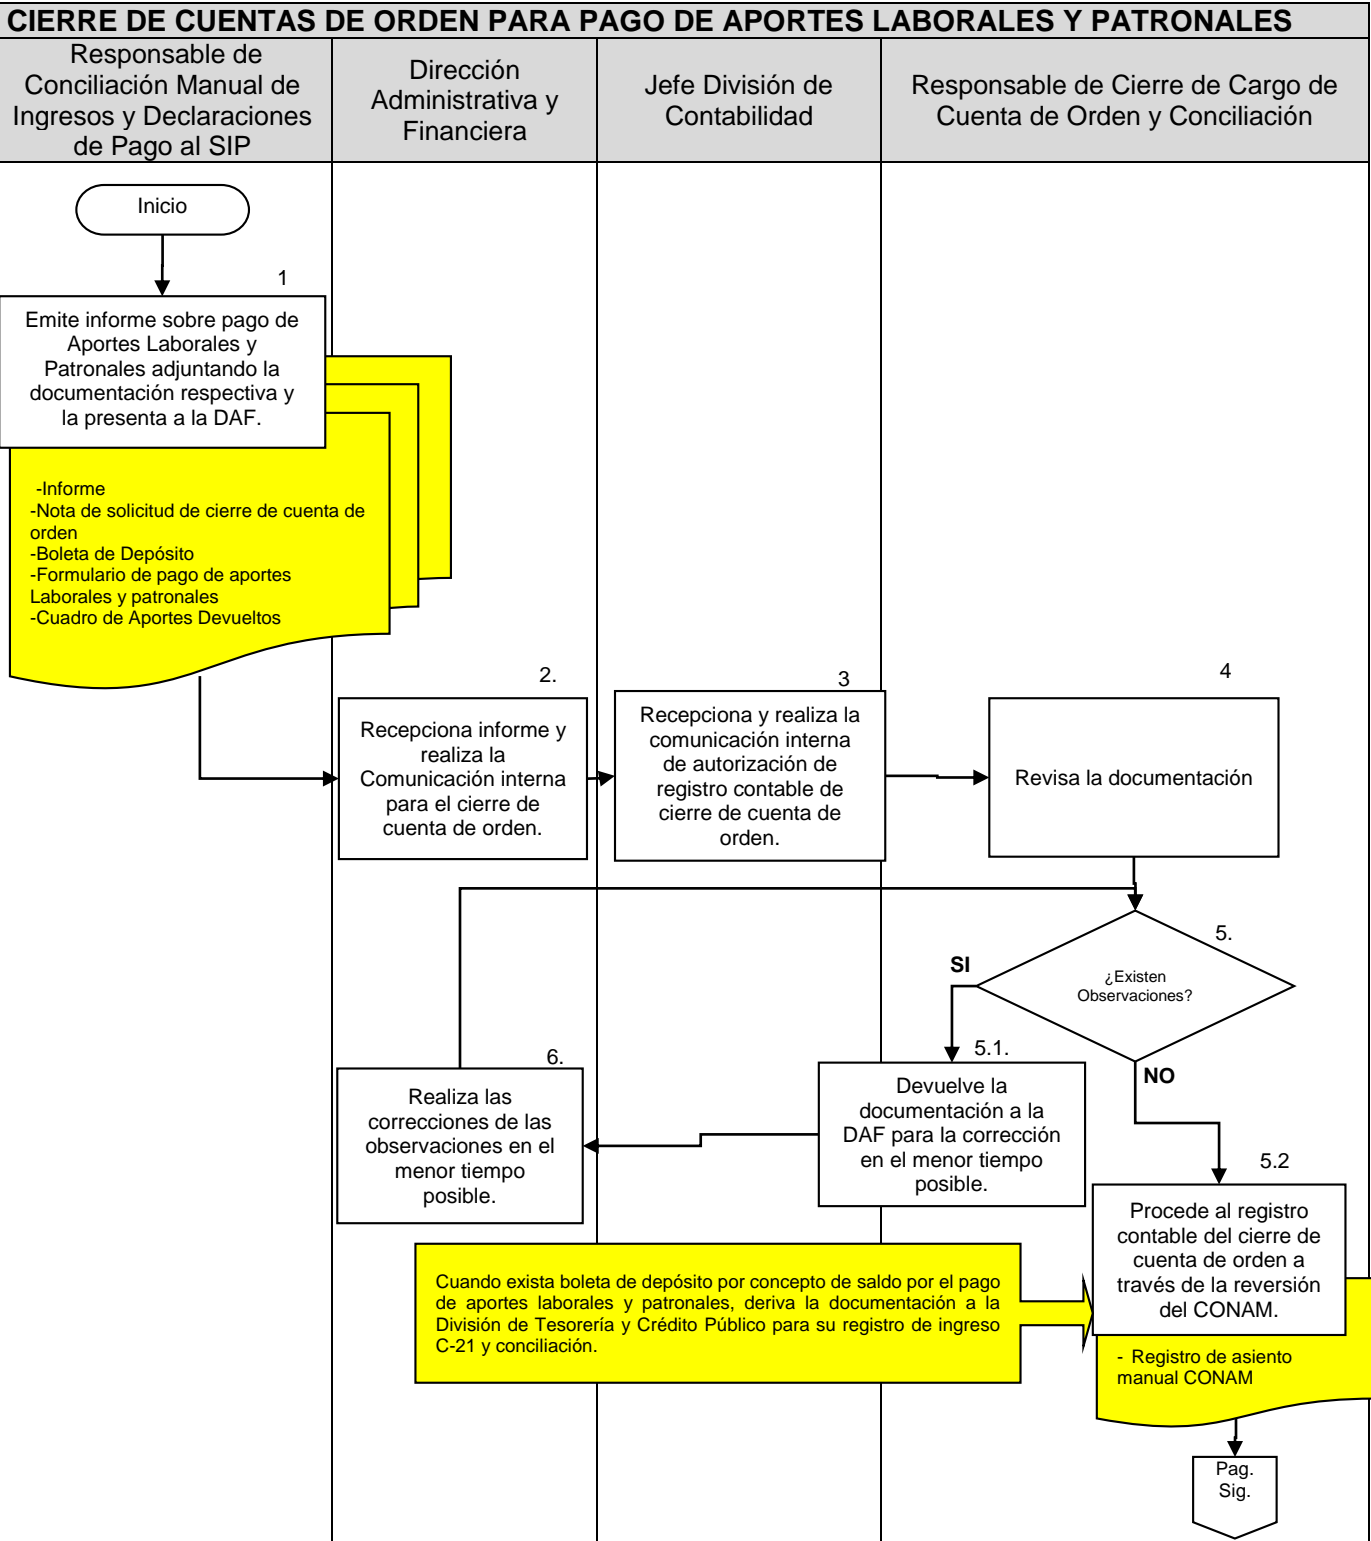 CIERRE DE CUENTAS DE ORDEN PARA PAGO DE APORTES LABORALES Y PATRONALES
Responsable de
Conciliación Manual de
Ingresos y Declaraciones
de Pago al SIP
Dirección
Administrativa y
Financiera
Jefe División de
Contabilidad
Responsable de Cierre de Cargo de
Cuenta de Orden y Conciliación
Inicio
1
Emite informe sobre pago de
Aportes Laborales y
Patronales adjuntando la
documentación respectiva y
la presenta a la DAF.
-Informe
-Nota de solicitud de cierre de cuenta de
orden
-Boleta de Depósito
-Formulario de pago de aportes
Laborales y patronales
-Cuadro de Aportes Devueltos
2.
Recepciona informe y
realiza la
Comunicación interna
para el cierre de
cuenta de orden.
3
Recepciona y realiza la
comunicación interna
de autorización de
registro contable de
cierre de cuenta de
orden.
4
Revisa la documentación
5.
¿Existen
Observaciones?
SI
NO
5.1.
Devuelve la
documentación a la
DAF para la corrección
en el menor tiempo
posible.
6.
Realiza las
correcciones de las
observaciones en el
menor tiempo
posible.
5.2
Procede al registro
contable del cierre de
cuenta de orden a
través de la reversión
del CONAM.
Cuando exista boleta de depósito por concepto de saldo por el pago
de aportes laborales y patronales, deriva la documentación a la
División de Tesorería y Crédito Público para su registro de ingreso
C-21 y conciliación.
- Registro de asiento
manual CONAM
Pag.
Sig.